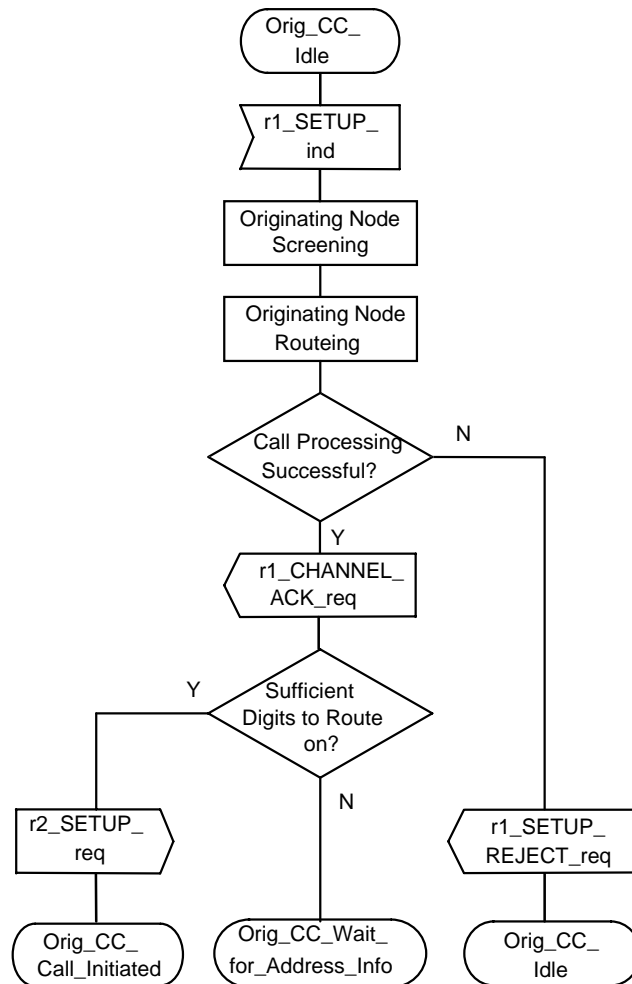 Orig_CC_
Idle
r1_SETUP_
ind
Originating Node
Screening
Originating Node
Routeing
Call Processing
Successful?
N
Y
r1_CHANNEL_
ACK_req
Y
Sufficient
Digits to Route
on?
N
r2_SETUP_
req
r1_SETUP_
REJECT_req
Orig_CC_
Call_Initiated
Orig_CC_Wait_
for_Address_Info
Orig_CC_
Idle